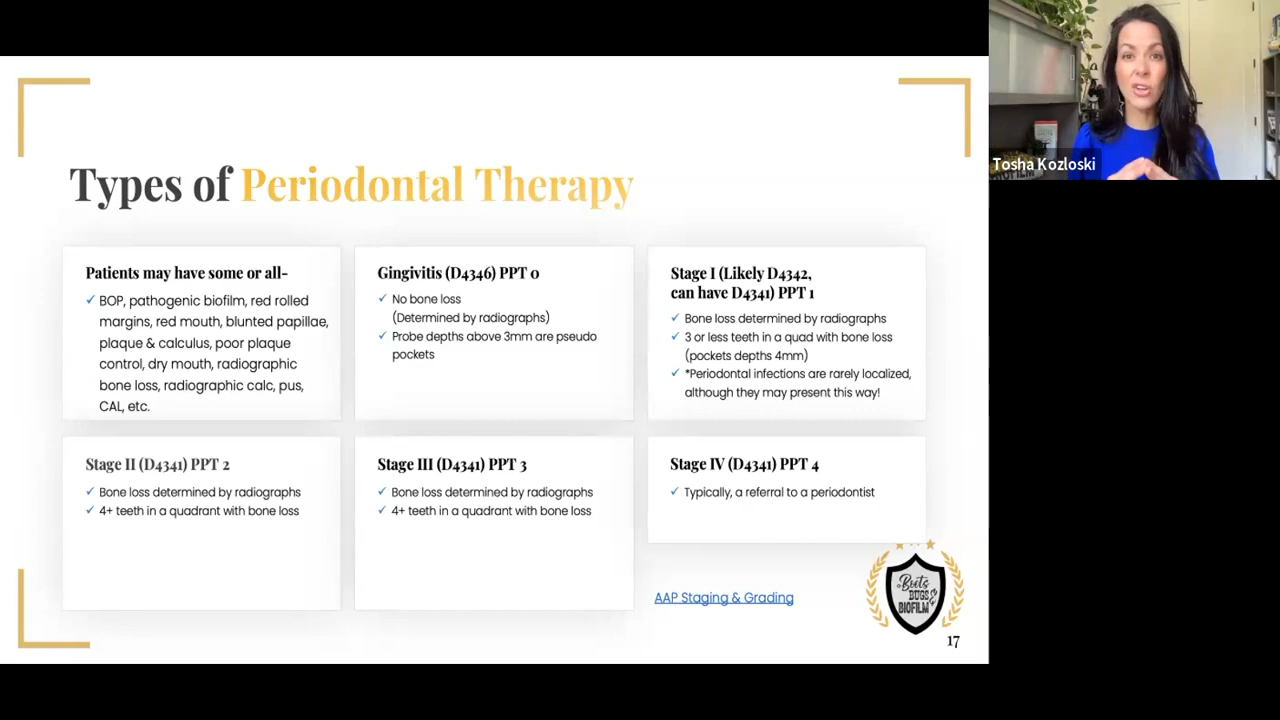 Types of Periodontal Therapy
Patients may have some or all-
✓ BOP, pathogenic biofilm, red rolled
margins, red mouth, blunted papillae,
plaque & calculus, poor plaque
control, dry mouth, radiographic
bone loss, radiographic calc, pus,
CAL, etc.
Gingivitis (D4346) PPT 0
✓ No bone loss
(Determined by radiographs)
✓ Probe depths above 3mm are pseudo
pockets
Stage I (Likely D4342,
can have D4341) PPT 1
✓ Bone loss determined by radiographs
✓ 3 or less teeth in a quad with bone loss
(pockets depths 4mm)
✓ *Periodontal infections are rarely localized,
although they may present this way!
Stage II (D4341) PPT 2
✓ Bone loss determined by radiographs
✓ 4+ teeth in a quadrant with bone loss
Stage III (D4341) PPT 3
✓ Bone loss determined by radiographs
✓ 4+ teeth in a quadrant with bone loss
Stage IV (D4341) PPT 4
✓ Typically, a referral to a periodontist
AAP Staging & Grading
Boots
BUGS &
BIOFILM
17
Tosha Kozloski